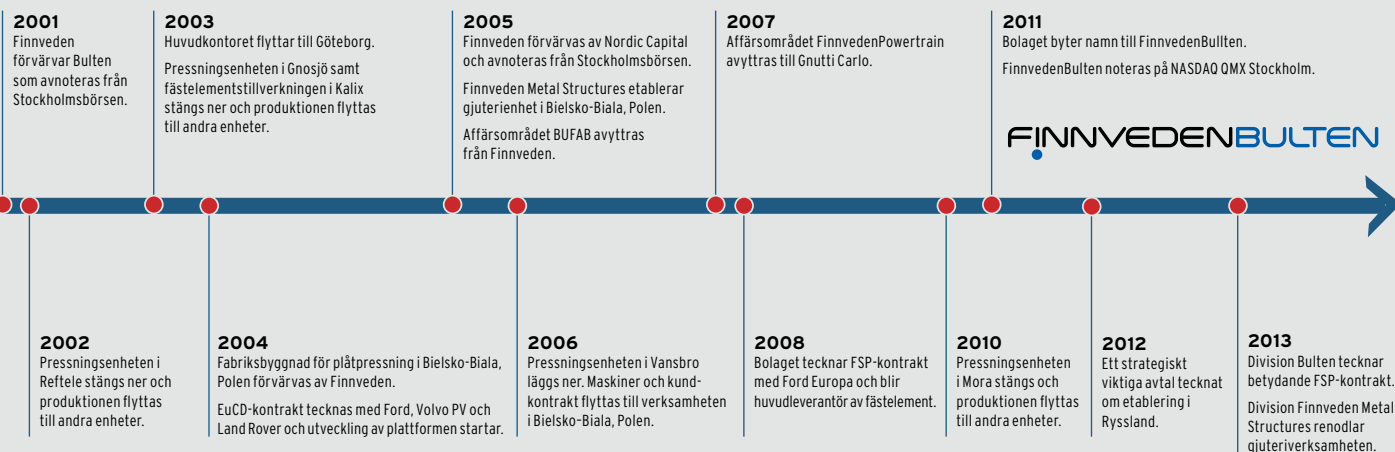 2001
Finnveden
förvärvar Bulten
som avnoteras från
Stockholmsbörsen.
2003
Huvudkontoret flyttar till Göteborg.
Pressningsenheten i Gnosjö samt
fästelementstillverkningen i Kalix
stängs ner och produktionen flyttas
till andra enheter.
2005
Finnveden förvärvas av Nordic Capital
och avnoteras från Stockholmsbörsen.
Finnveden Metal Structures etablerar
gjuterienhet i Bielsko-Biala, Polen.
Affärsområdet BUFAB avyttras
från Finnveden.
2007
Affärsområdet FinnvedenPowertrain
avyttras till Gnutti Carlo.
2011
Bolaget byter namn till FinnvedenBullten.
FinnvedenBulten noteras på NASDAQ QMX Stockholm.
FINNVEDENBULTEN
2002
Pressningsenheten i
Reftele stängs ner och
produktionen flyttas
till andra enheter.
2004
Fabriksbyggnad för plåtpressning i Bielsko-Biala,
Polen förvärvas av Finnveden.
EuCD-kontrakt tecknas med Ford, Volvo PV och
Land Rover och utveckling av plattformen startar.
2006
Pressningsenheten i Vansbro
läggs ner. Maskiner och kund-
kontrakt flyttas till verksamheten
i Bielsko-Biala, Polen.
2008
Bolaget tecknar FSP-kontrakt
med Ford Europa och blir
huvudleverantör av fästelement.
2010
Pressningsenheten
i Mora stängs och
produktionen flyttas
till andra enheter.
2012
Ett strategiskt
viktiga avtal tecknat
om etablering i
Ryssland.
2013
Division Bulten tecknar
betydande FSP-kontrakt.
Division Finnveden Metal
Structures renodlar
gjuteriverksamheten.